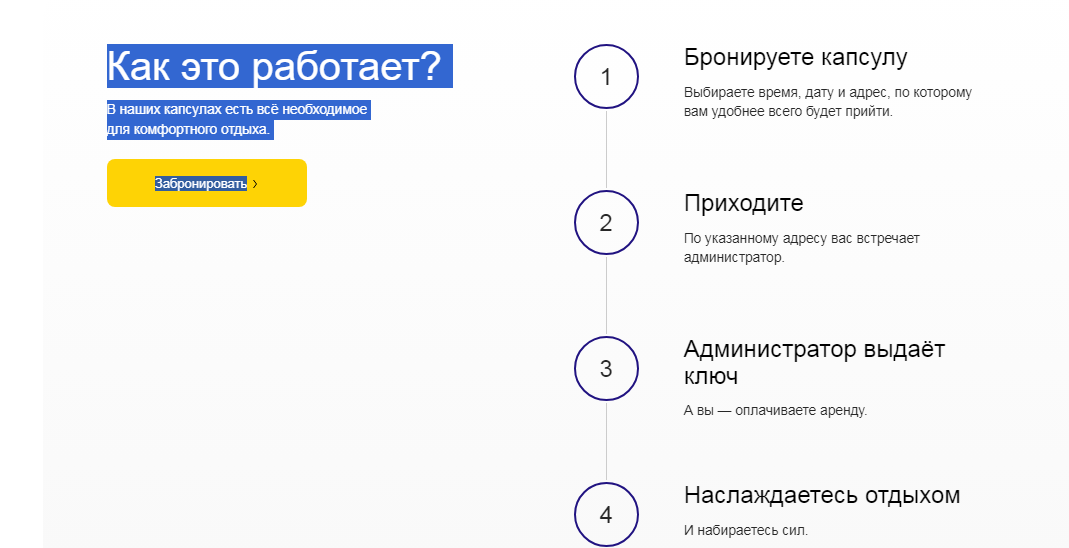 Как это работает?
В наших капсулах есть всё необходимое
для комфортного отдыха.
Забронировать
1
Бронируете капсулу
Выбираете время, дату и адрес, по которому
вам удобнее всего будет прийти.
2
Приходите
По указанному адресу вас встречает
администратор.
3
Администратор выдаёт
ключ
А вы — оплачиваете аренду.
4
Наслаждаетесь отдыхом
И набираетесь сил.